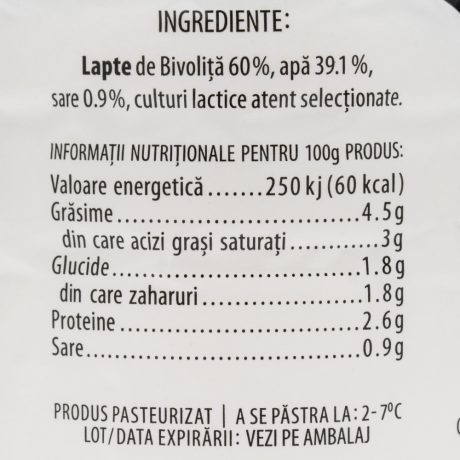 INGREDIENTE:
Lapte de Bivoliță 60%, apă 39.1%,
sare 0.9%, culturi lactice atent selecționate.
INFORMAȚII NUTRIȚIONALE PENTRU 100g PRODUS:
Valoare energetică.......250 kj (60 kcal)
Grăsime..............................4.5g
din care acizi grași saturați...........3g
Glucide...............................1.8g
din care zaharuri....................1.8g
Proteine..............................2.6g
Sare..................................0.9g
PRODUS PASTEURIZAT | A SE PĂSTRA LA: 2-7⁰C
LOT/DATA EXPIRĂRII: VEZI PE AMBALAJ